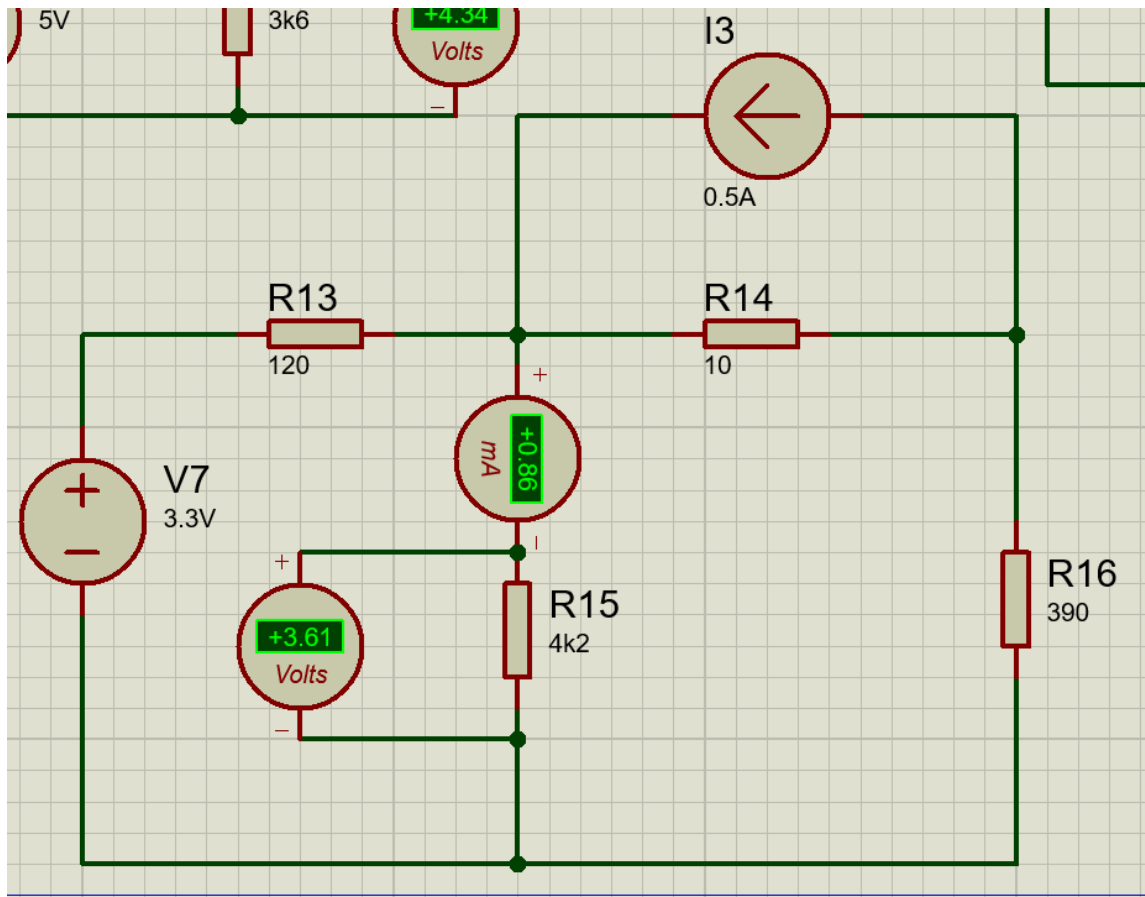 5V
3k6
+4.34
Volts
I3
0.5A
R13
120
R14
10
+
+0.86
mA
V7
3.3V
+
+3.61
Volts
R15
4k2
R16
390